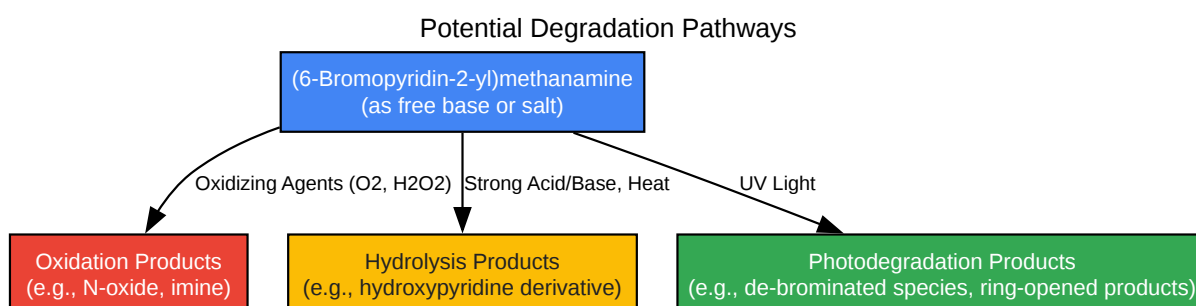 Potential Degradation Pathways
(6-Bromopyridin-2-yl)methanamine
(as free base or salt)
Oxidizing Agents (O2, H2O2)
Strong Acid/Base, Heat
UV Light
Oxidation Products
(e.g., N-oxide, imine)
Hydrolysis Products
(e.g., hydroxypyridine derivative)
Photodegradation Products
(e.g., de-brominated species, ring-opened products)